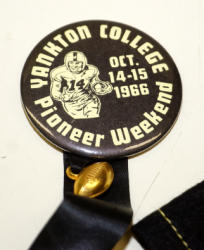 YANKTON COLLEGE
OCT.
14-15
1966
14
Pioneer Weekend